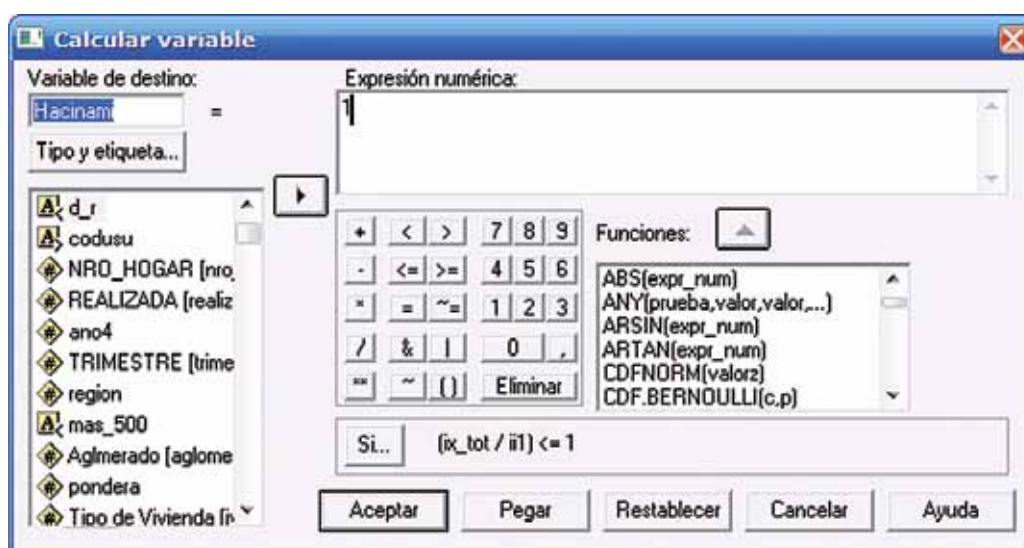 Calcular variable
Variable de destino:
Hacinami
=
Tipo y etiqueta...
d_r
codusu
NRO_HOGAR [nro_
REALIZADA [realiz
ano4
TRIMESTRE [trime
region
mas_500
Aglmerado [aglome
pondera
Tipo de Vivienda [iv
Expresión numérica:
1
+ < > 7 8 9
- <= >= 4 5 6
* = ~= 1 2 3
/ & | 0 ,
** ~ () Eliminar
Funciones:
ABS(expr_num)
ANY(prueba,valor,valor,...)
ARSIN(expr_num)
ARTAN(expr_num)
CDFNORM(valorz)
CDF.BERNOULLI(c,p)
Si... (ix_tot / ii1) <= 1
Aceptar Pegar Restablecer Cancelar Ayuda